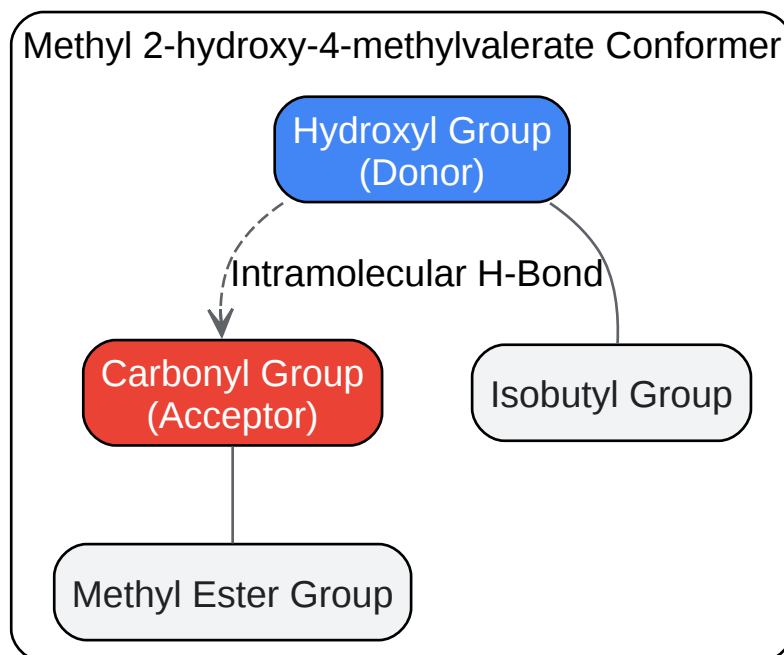 Methyl 2-hydroxy-4-methylvalerate Conformer
Hydroxyl Group
(Donor)
Intramolecular H-Bond
Carbonyl Group
(Acceptor)
Isobutyl Group
Methyl Ester Group